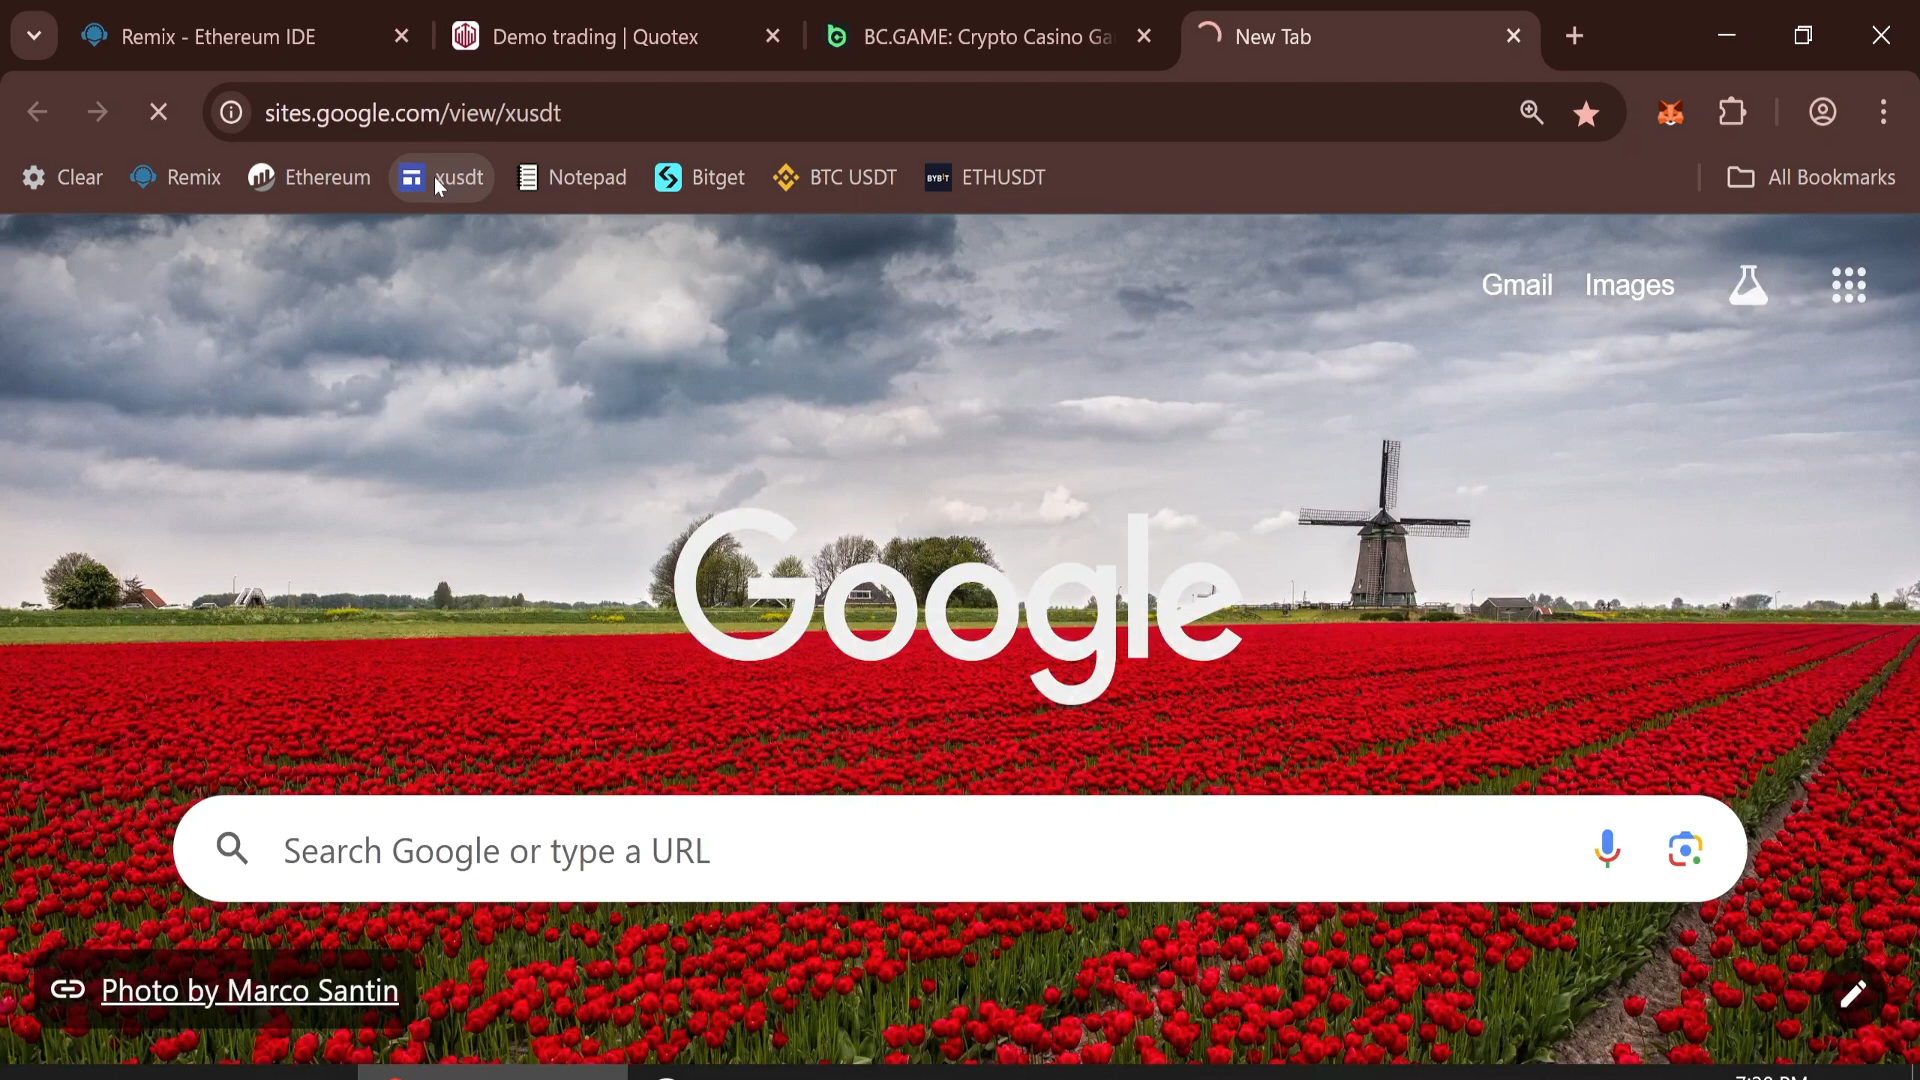 Remix - Ethereum IDE
Demo trading | Quotex
BC.GAME: Crypto Casino Ga
New Tab
sites.google.com/view/xusdt
Clear
Remix
Ethereum
xusdt
Notepad
Bitget
BTC USDT
BYBIT
ETHUSDT
All Bookmarks
Gmail
Images
Google
Search Google or type a URL
Photo by Marco Santin